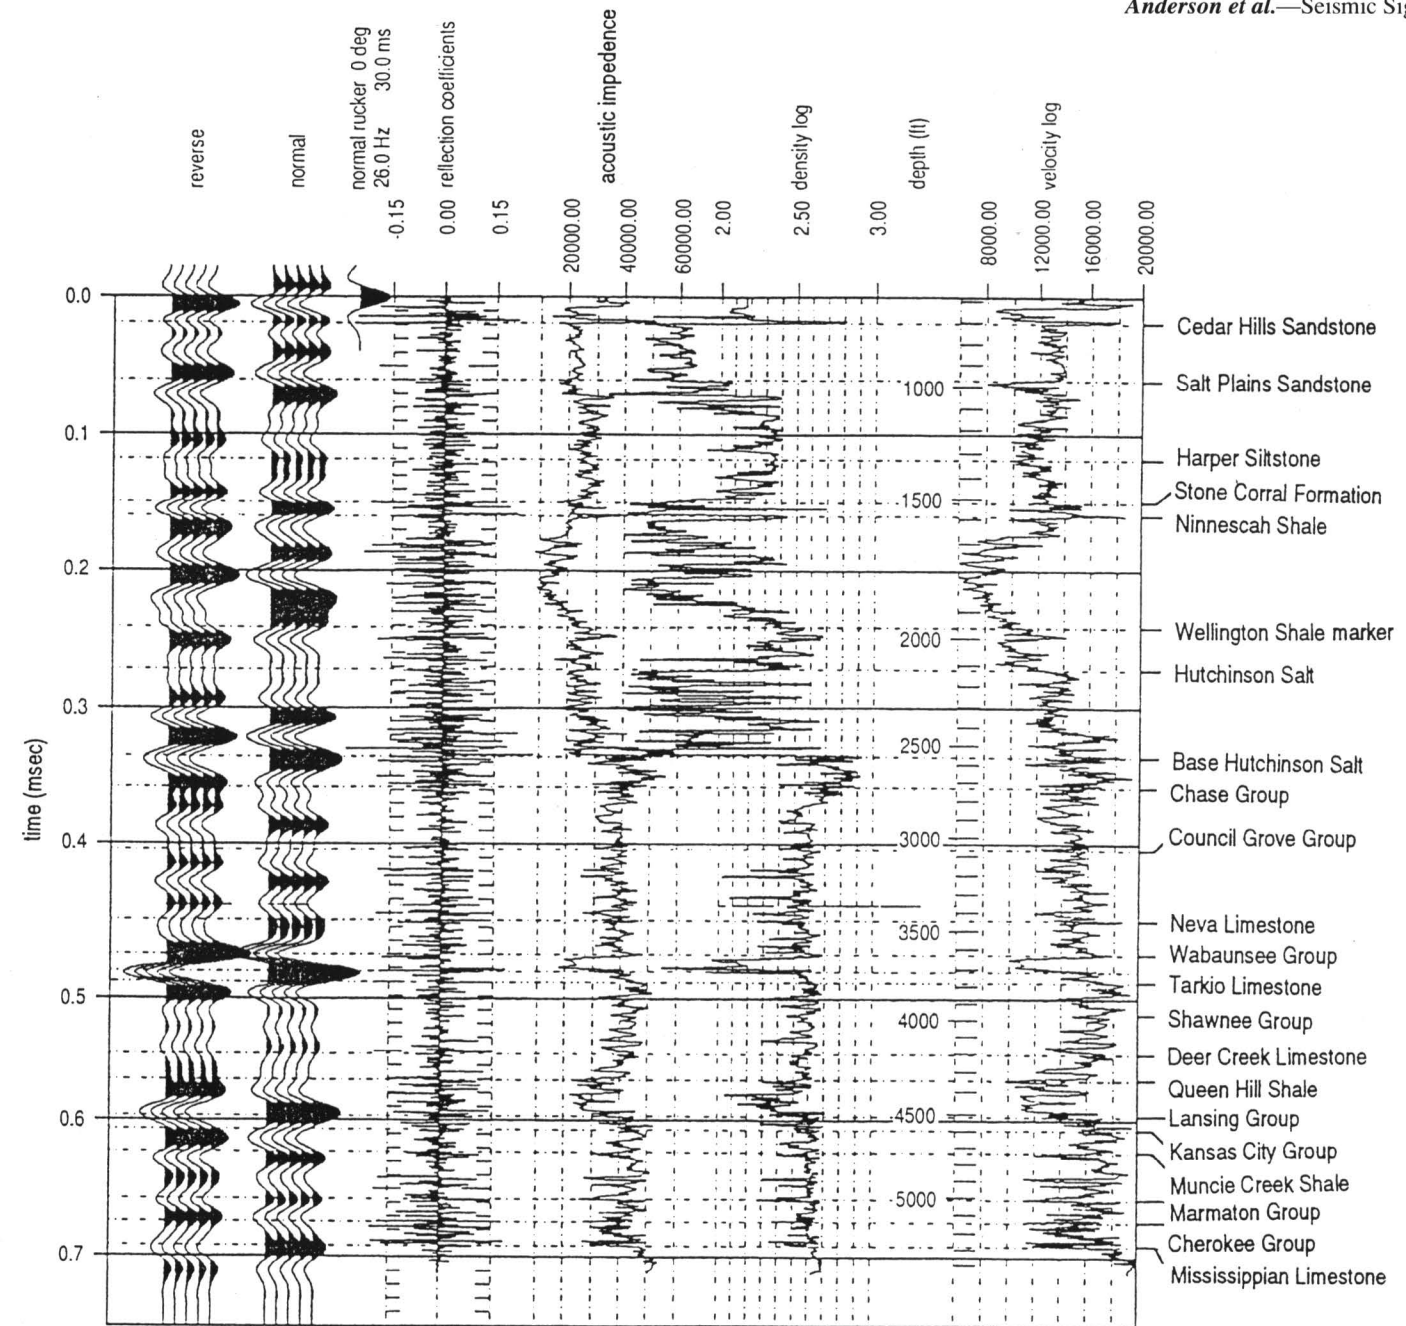 Anderson et al.—Seismic Sig
reverse
normal
normal rucker 0 deg
26.0 Hz 30.0 ms
reflection coefficients
acoustic impedence
density log
depth (ft)
velocity log
-0.15
0.00
0.15
20000.00
40000.00
60000.00
2.00
2.50
3.00
8000.00
12000.00
16000.00
20000.00
time (msec)
0.0
0.1
0.2
0.3
0.4
0.5
0.6
0.7
1000
1500
2000
2500
3000
3500
4000
4500
5000
Cedar Hills Sandstone
Salt Plains Sandstone
Harper Siltstone
Stone Corral Formation
Ninnescah Shale
Wellington Shale marker
Hutchinson Salt
Base Hutchinson Salt
Chase Group
Council Grove Group
Neva Limestone
Wabaunsee Group
Tarkio Limestone
Shawnee Group
Deer Creek Limestone
Queen Hill Shale
Lansing Group
Kansas City Group
Muncie Creek Shale
Marmaton Group
Cherokee Group
Mississippian Limestone